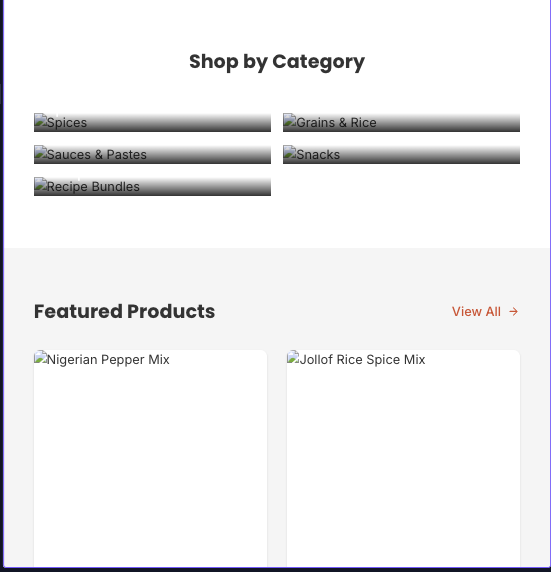 Shop by Category
Spices
Grains & Rice
Sauces & Pastes
Snacks
Recipe Bundles
Featured Products
View All →
Nigerian Pepper Mix
Jollof Rice Spice Mix